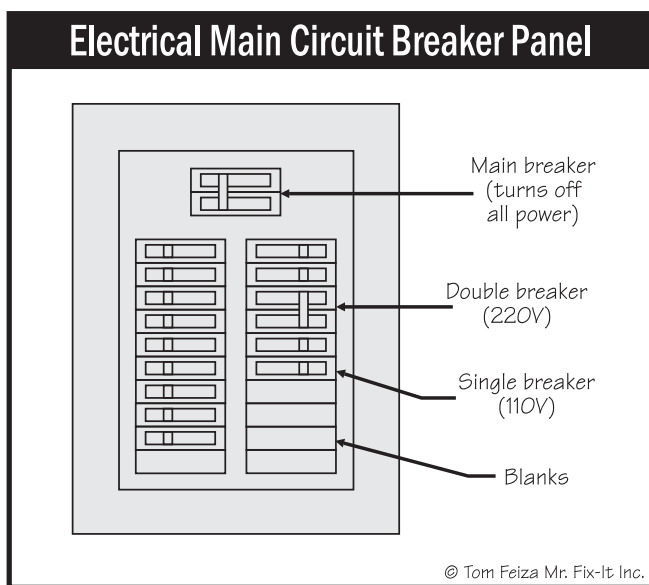 Electrical Main Circuit Breaker Panel
Main breaker
(turns off
all power)
Double breaker
(220V)
Single breaker
(110V)
Blanks
© Tom Feiza Mr. Fix-It Inc.